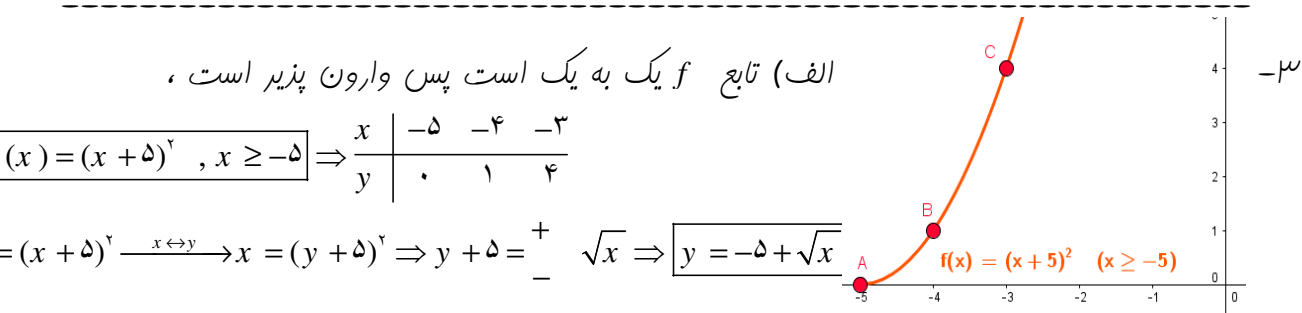 ۳- الف) تابع f یک به یک است پس وارون پزیر است ،
(x) = (x + ۵)^۲ , x ≥ −۵ ⇒ x | −۵ −۴ −۳
y | ۰ ۱ ۴
= (x + ۵)^۲ —x↔y→ x = (y + ۵)^۲ ⇒ y + ۵ = + − √x ⇒ y = −۵ + √x
C
B
A
f(x) = (x + 5)² (x ≥ −5)
4
3
2
1
0
-5 -4 -3 -2 -1 0